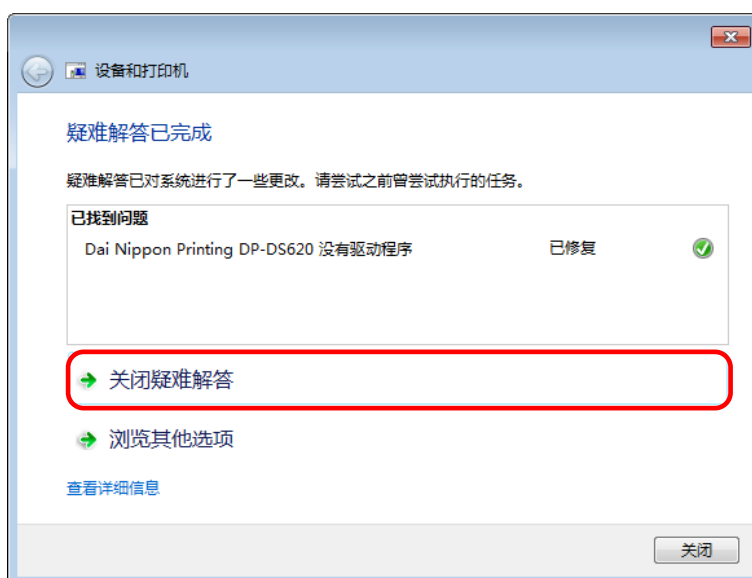 设备和打印机
疑难解答已完成
疑难解答已对系统进行了一些更改。请尝试之前曾尝试执行的任务。
已找到问题
Dai Nippon Printing DP-DS620 没有驱动程序 已修复
关闭疑难解答
浏览其他选项
查看详细信息
关闭